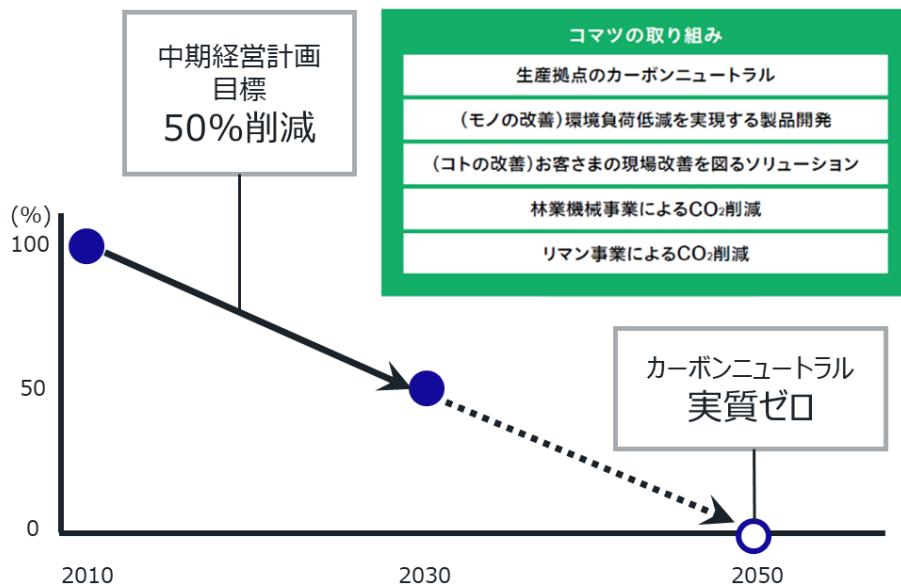 中期経営計画
目標
50%削減
コマツの取り組み
生産拠点のカーボンニュートラル
(モノの改善)環境負荷低減を実現する製品開発
(コトの改善)お客さまの現場改善を図るソリューション
林業機械事業によるCO₂削減
リマン事業によるCO₂削減
(%)
100
50
0
カーボンニュートラル
実質ゼロ
2010
2030
2050